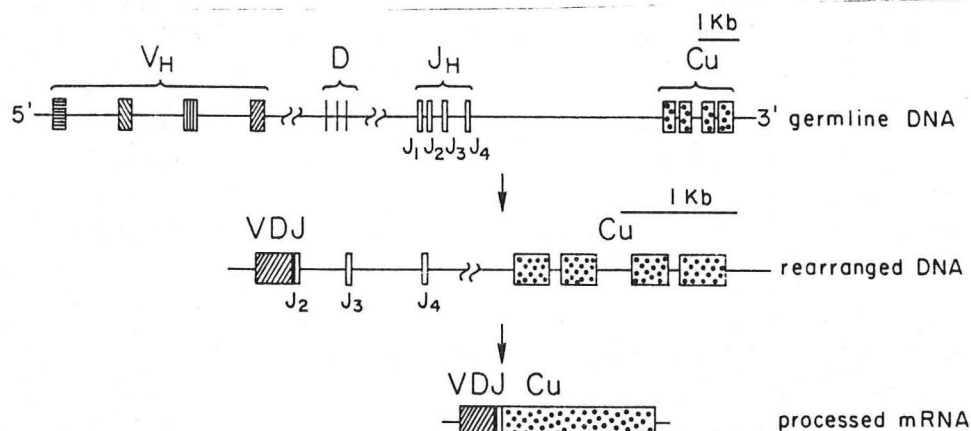 1 Kb
V_H D J_H Cu
5' 3' germline DNA
J₁ J₂ J₃ J₄
1 Kb
VDJ Cu
rearranged DNA
J₂ J₃ J₄
VDJ Cu
processed mRNA